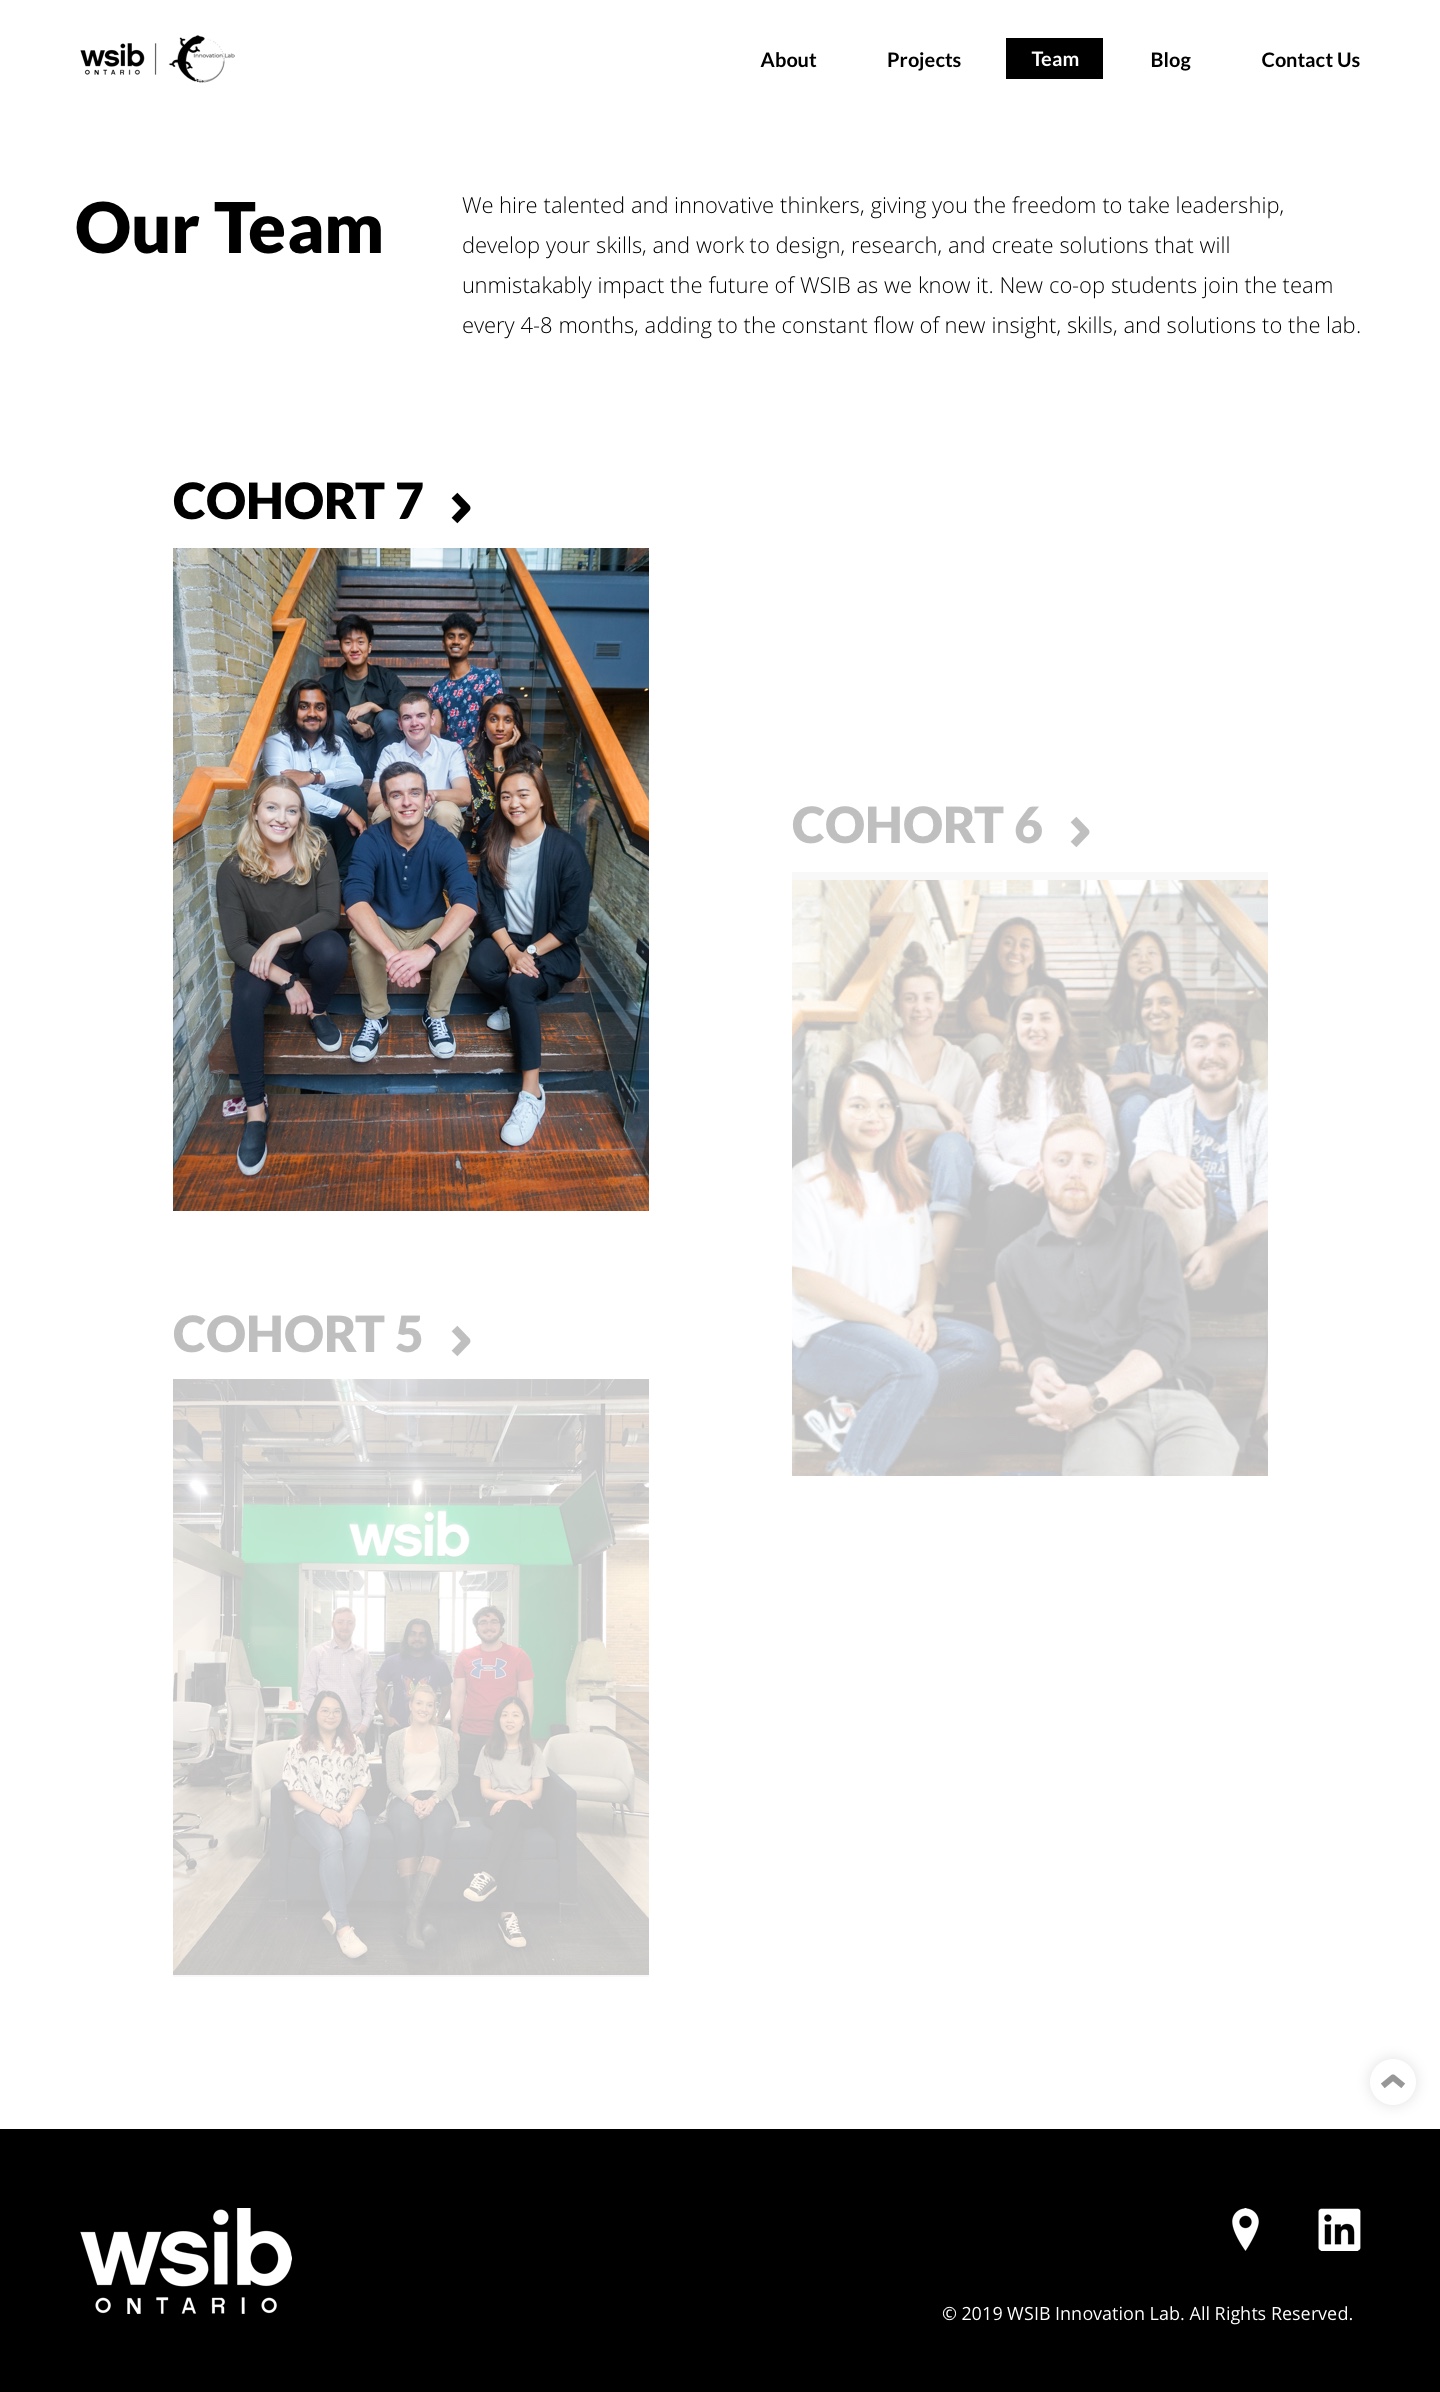 wsib
ONTARIO
Innovation Lab
About
Projects
Team
Blog
Contact Us
Our Team
We hire talented and innovative thinkers, giving you the freedom to take leadership,
develop your skills, and work to design, research, and create solutions that will
unmistakably impact the future of WSIB as we know it. New co-op students join the team
every 4-8 months, adding to the constant flow of new insight, skills, and solutions to the lab.
COHORT 7
COHORT 6
COHORT 5
wsib
wsib
ONTARIO
in
© 2019 WSIB Innovation Lab. All Rights Reserved.